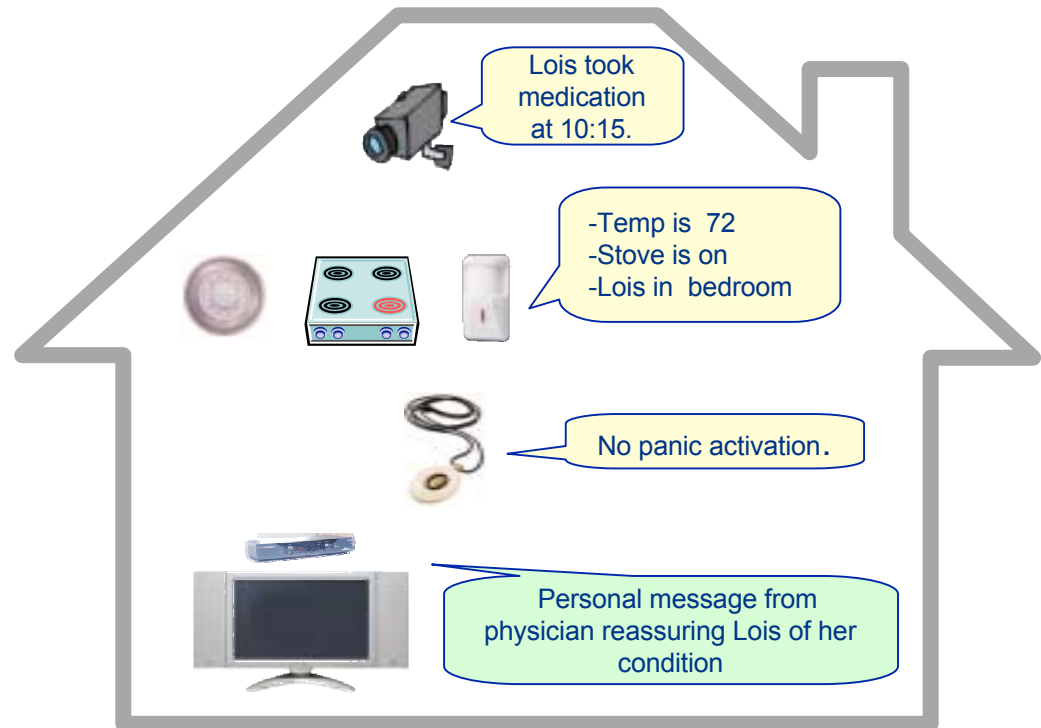 Lois took
medication
at 10:15.
-Temp is 72
-Stove is on
-Lois in bedroom
No panic activation.
Personal message from
physician reassuring Lois of her
condition